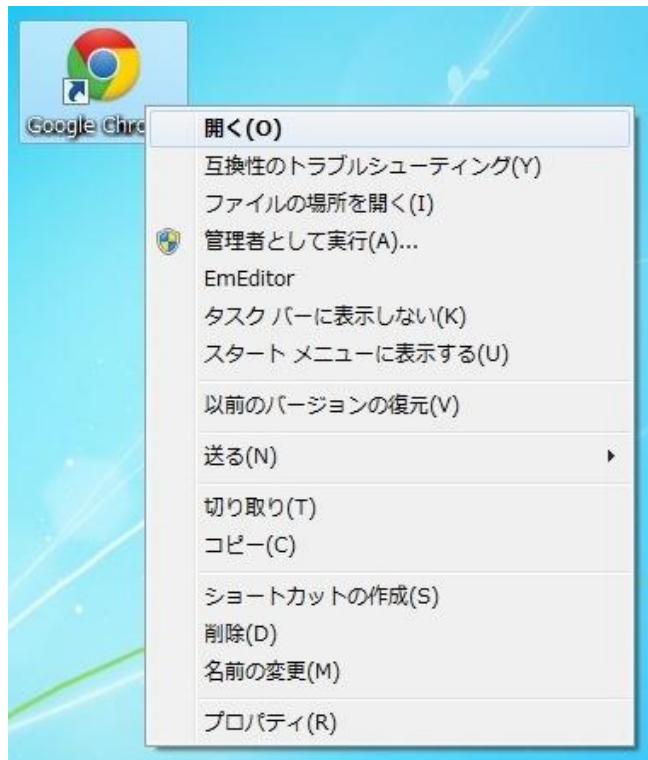 Google Chro
開く(O)
互換性のトラブルシューティング(Y)
ファイルの場所を開く(I)
管理者として実行(A)...
EmEditor
タスク バーに表示しない(K)
スタート メニューに表示する(U)
以前のバージョンの復元(V)
送る(N)
切り取り(T)
コピー(C)
ショートカットの作成(S)
削除(D)
名前の変更(M)
プロパティ(R)